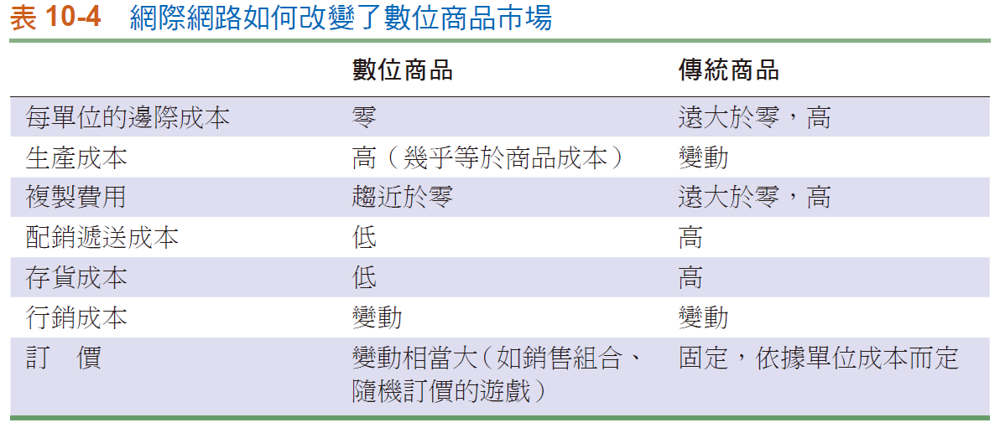 表 10-4 網際網路如何改變了數位商品市場
數位商品 傳統商品
每單位的邊際成本 零 遠大於零，高
生產成本 高（幾乎等於商品成本） 變動
複製費用 趨近於零 遠大於零，高
配銷遞送成本 低 高
存貨成本 低 高
行銷成本 變動 變動
訂　價 變動相當大（如銷售組合、 固定，依據單位成本而定
隨機訂價的遊戲）